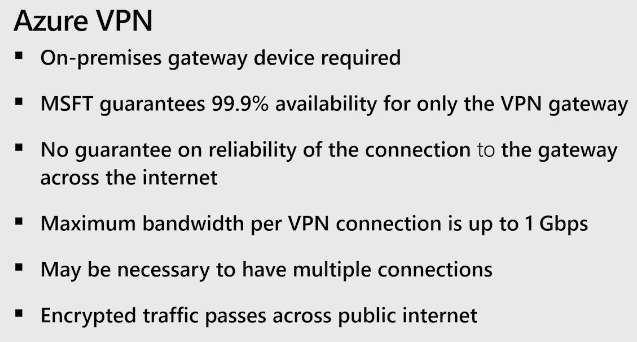 Azure VPN
▪ On-premises gateway device required
▪ MSFT guarantees 99.9% availability for only the VPN gateway
▪ No guarantee on reliability of the connection to the gateway
across the internet
▪ Maximum bandwidth per VPN connection is up to 1 Gbps
▪ May be necessary to have multiple connections
▪ Encrypted traffic passes across public internet